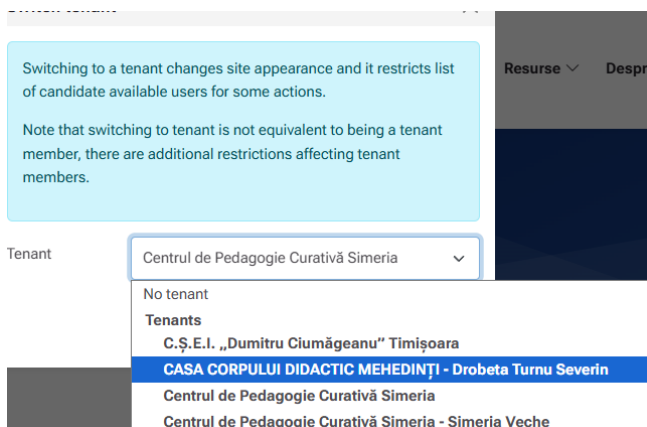 Switch tenant
Switching to a tenant changes site appearance and it restricts list
of candidate available users for some actions.
Note that switching to tenant is not equivalent to being a tenant
member, there are additional restrictions affecting tenant
members.
Resurse
Despr
Tenant
Centrul de Pedagogie Curativă Simeria
No tenant
Tenants
C.Ș.E.I. „Dumitru Ciumăgeanu” Timișoara
CASA CORPULUI DIDACTIC MEHEDINȚI - Drobeta Turnu Severin
Centrul de Pedagogie Curativă Simeria
Centrul de Pedagogie Curativă Simeria - Simeria Veche